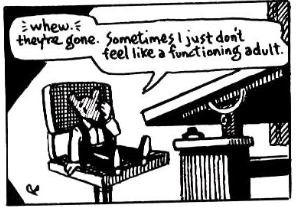 whew.
they're gone. Sometimes I just don't
feel like a functioning adult.